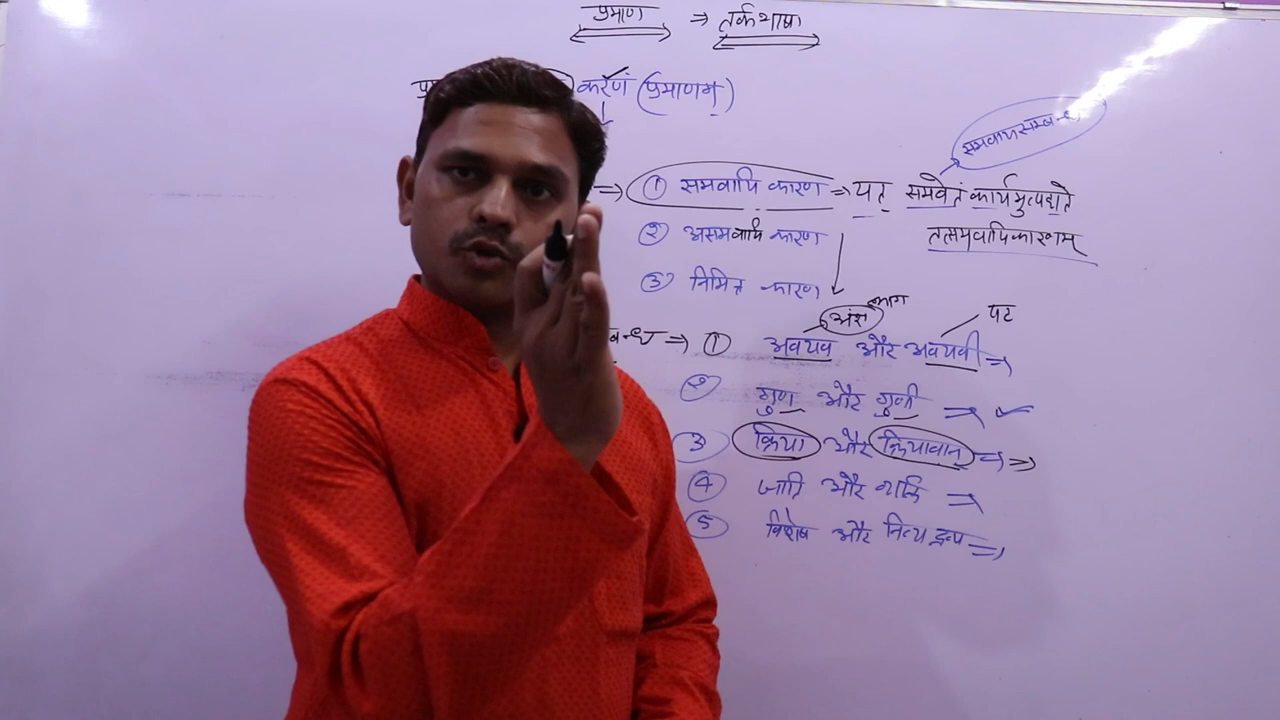 प्रमाण ⇒ तर्कभाषा
करणं (प्रमाणम्)
समवायसम्बन्ध
⇒ ① समवायि कारण ⇒ यत् समवेतं कार्यमुत्पद्यते
② असमवायि कारण तत्समवायिकारणम्
③ निमित्त कारण
अंश भाग पट
⇒ ① अवयव और अवयवी ⇒
② गुण और गुणी ⇒ ✓
③ क्रिया और क्रियावान् ⇒ ⇒
④ जाति और व्यक्ति ⇒
⑤ विशेष और नित्य द्रव्य ⇒